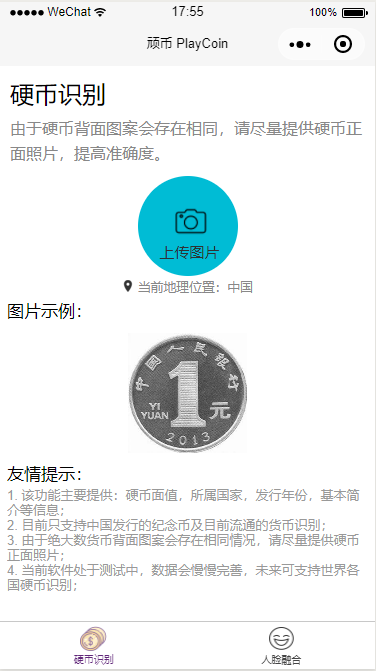 WeChat 17:55 100%
顽币 PlayCoin
硬币识别
由于硬币背面图案会存在相同，请尽量提供硬币正
面照片，提高准确度。
上传图片
当前地理位置：中国
图片示例：
中国人民银行
1
YI
YUAN 元
2013
友情提示：
1. 该功能主要提供：硬币面值，所属国家，发行年份，基本简
介等信息；
2. 目前只支持中国发行的纪念币及目前流通的货币识别；
3. 由于绝大数货币背面图案会存在相同情况，请尽量提供硬币
正面照片；
4. 当前软件处于测试中，数据会慢慢完善，未来可支持世界各
国硬币识别；
硬币识别 人脸融合